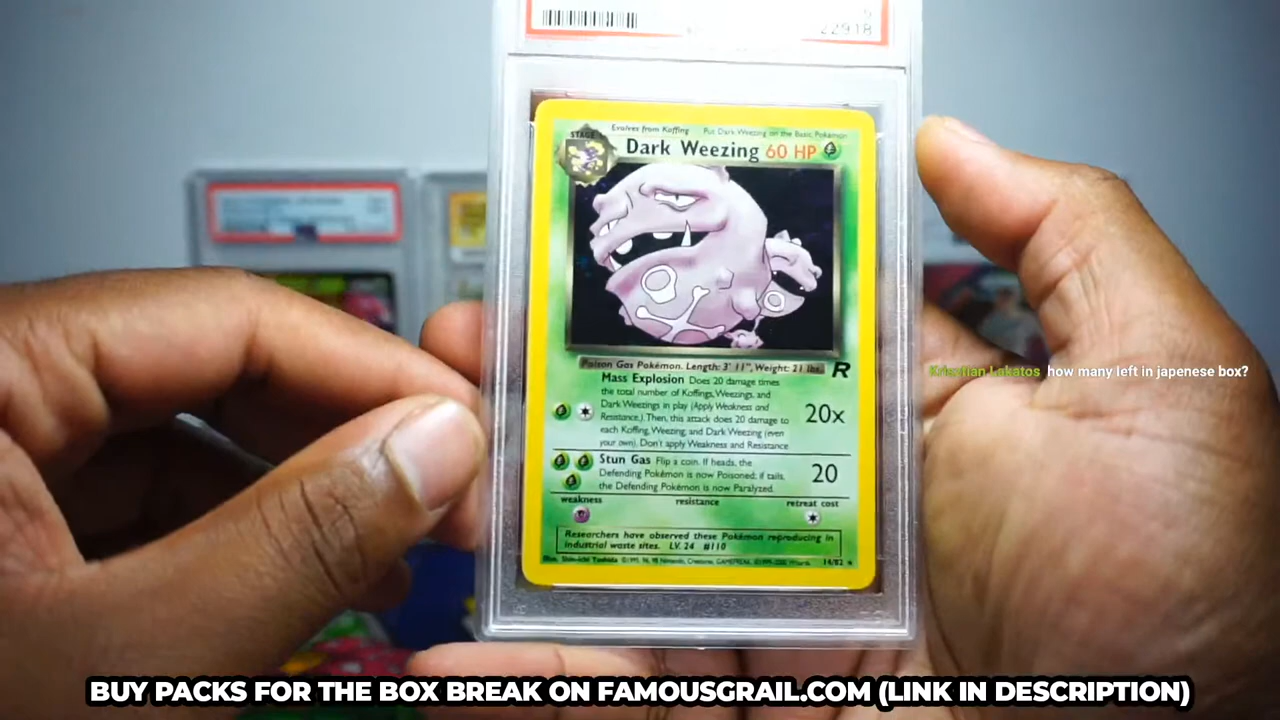 22918
STAGE 1
Evolves from Koffing Put Dark Weezing on the Basic Pokémon
Dark Weezing 60 HP
Poison Gas Pokémon. Length: 3' 11", Weight: 21 lbs.
R
Mass Explosion Does 20 damage times
the total number of Koffings, Weezings, and
Dark Weezings in play (Apply Weakness and
Resistance.) Then, this attack does 20 damage to
each Koffing, Weezing, and Dark Weezing (even
your own). Don't apply Weakness and Resistance
20x
Stun Gas Flip a coin. If heads, the
Defending Pokémon is now Poisoned; if tails,
the Defending Pokémon is now Paralyzed.
20
weakness resistance retreat cost
Researchers have observed these Pokémon reproducing in
industrial waste sites. LV. 24 #110
14/82
Krisztian Lakatos how many left in japenese box?
BUY PACKS FOR THE BOX BREAK ON FAMOUSGRAIL.COM (LINK IN DESCRIPTION)